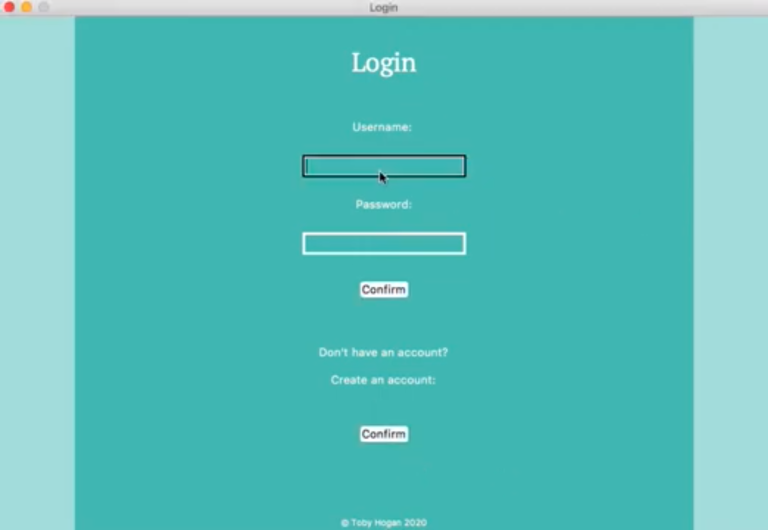 Login
Login
Username:
Password:
Confirm
Don't have an account?
Create an account:
Confirm
© Toby Hogan 2020